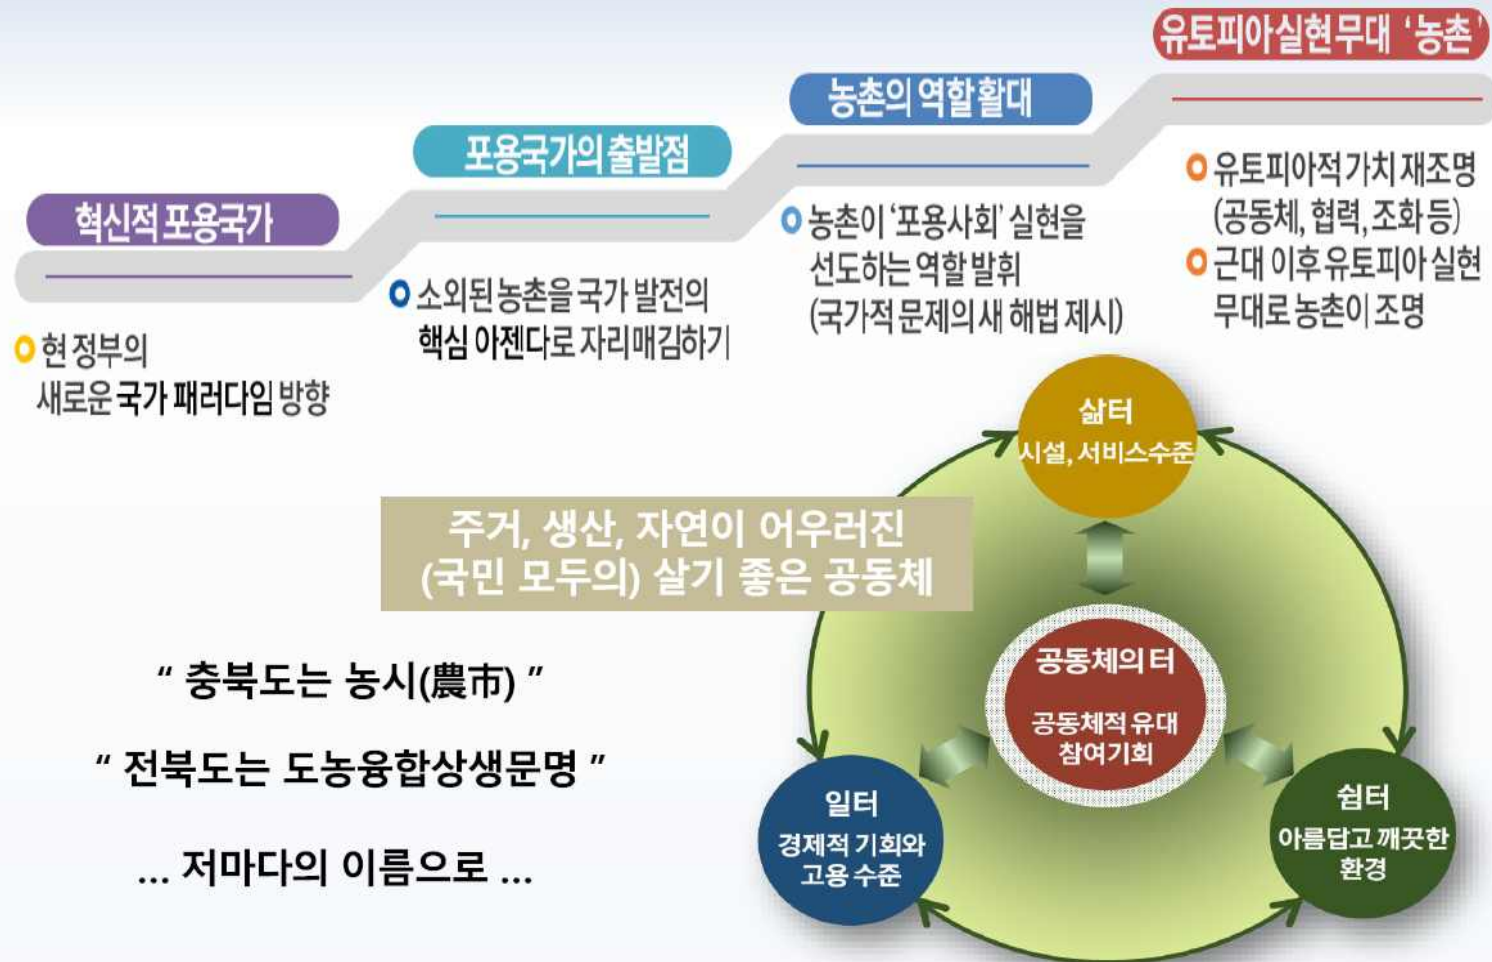 혁신적 포용국가
현 정부의
새로운 국가 패러다임 방향
포용국가의 출발점
소외된 농촌을 국가 발전의
핵심 아젠다로 자리매김하기
농촌의 역할 활대
농촌이 ‘포용사회’ 실현을
선도하는 역할 발휘
(국가적 문제의 새 해법 제시)
유토피아 실현 무대 ‘농촌’
유토피아적 가치 재조명
(공동체, 협력, 조화 등)
근대 이후 유토피아 실현
무대로 농촌이 조명
주거, 생산, 자연이 어우러진
(국민 모두의) 살기 좋은 공동체
“ 충북도는 농시(農市) ”
“ 전북도는 도농융합상생문명 ”
... 저마다의 이름으로 ...
삶터
시설, 서비스수준
공동체의 터
공동체적 유대
참여기회
일터
경제적 기회와
고용 수준
쉼터
아름답고 깨끗한
환경